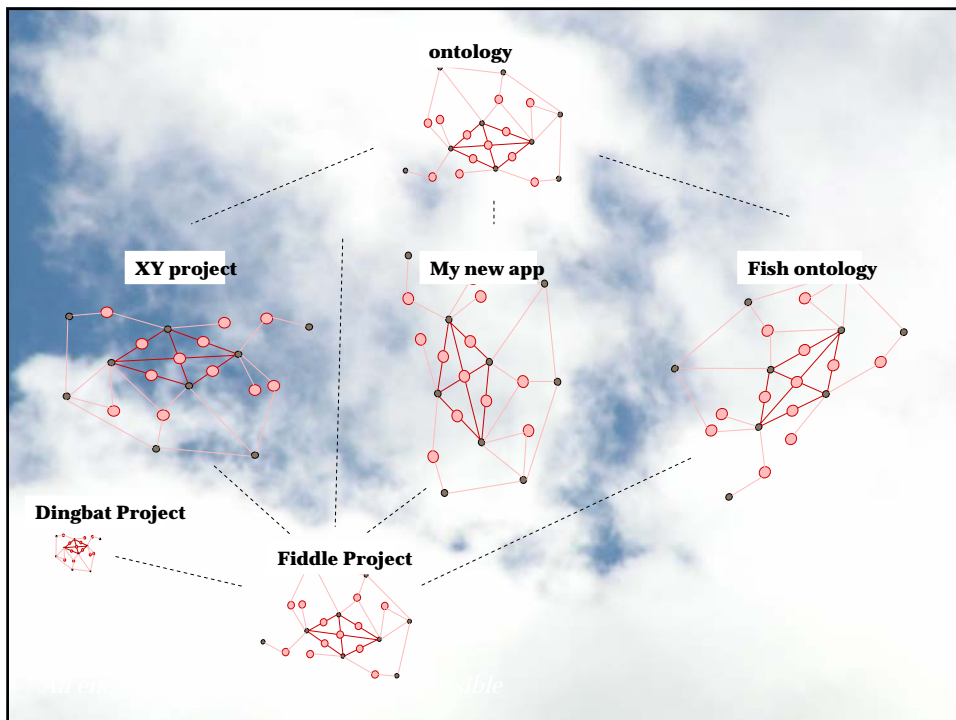 ontology
XY project
My new app
Fish ontology
Dingbat Project
Fiddle Project